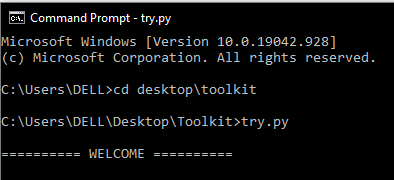 Command Prompt - try.py
Microsoft Windows [Version 10.0.19042.928]
(c) Microsoft Corporation. All rights reserved.
C:\Users\DELL>cd desktop\toolkit
C:\Users\DELL\Desktop\Toolkit>try.py
========== WELCOME ==========